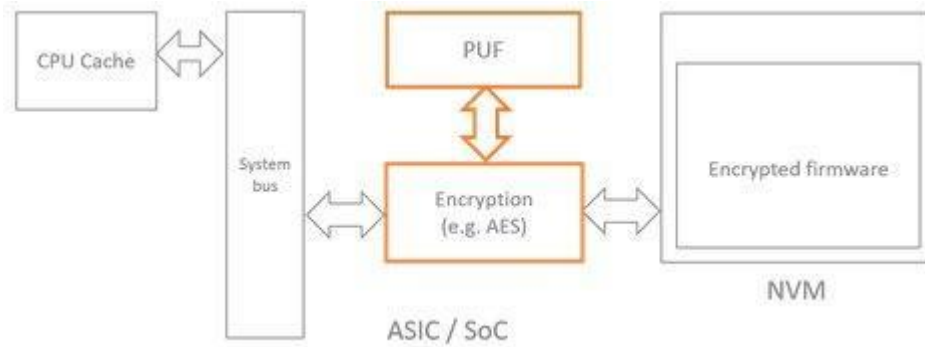 CPU Cache
System
bus
PUF
Encryption
(e.g. AES)
Encrypted firmware
NVM
ASIC / SoC